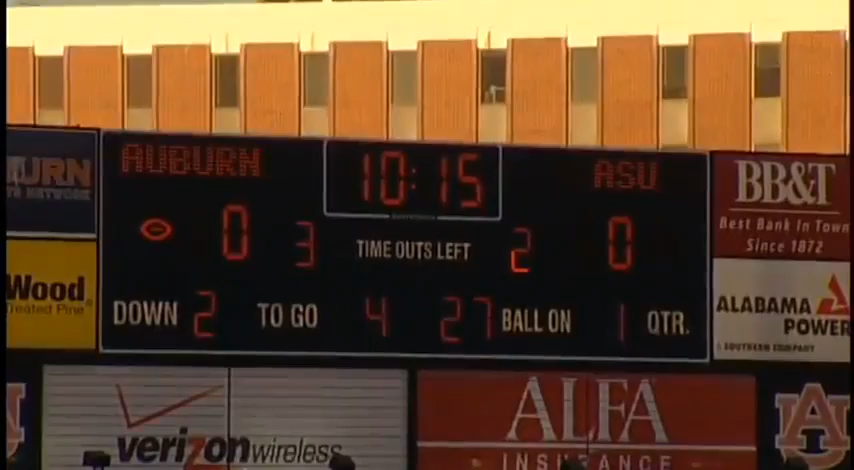 AUBURN 10:15 ASU
0 3 TIME OUTS LEFT 2 0
DOWN 2 TO GO 4 27 BALL ON 1 QTR.
URN
NETWORK
Wood
Treated Pine
BB&T
Best Bank In Town
Since 1872
ALABAMA
POWER
A SOUTHERN COMPANY
verizonwireless
ALFA
INSURANCE
AU